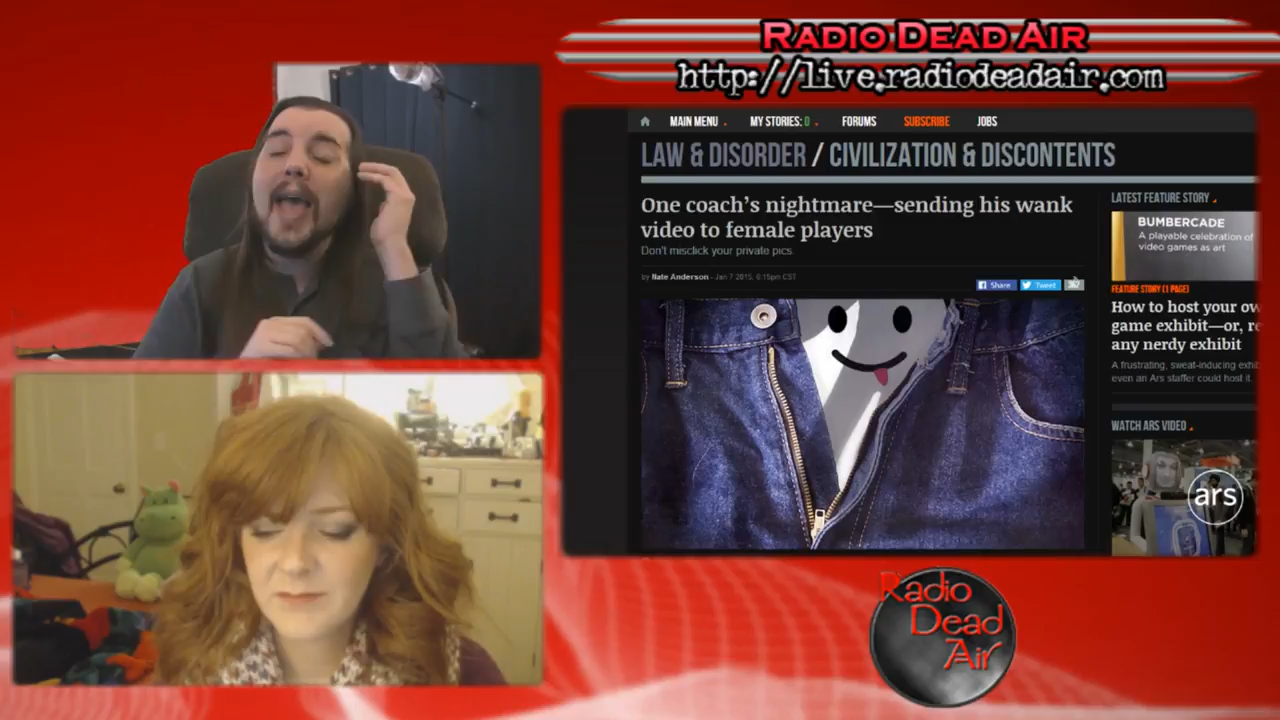 RADIO DEAD AIR
http://live.radiodeadair.com
MAIN MENU
MY STORIES: 0
FORUMS
SUBSCRIBE
JOBS
LAW & DISORDER / CIVILIZATION & DISCONTENTS
One coach's nightmare—sending his wank
video to female players
Don't misclick your private pics.
by Nate Anderson - Jan 7 2015, 6:15pm CST
Share
Tweet
LATEST FEATURE STORY
BUMBERCADE
A playable celebration of
video games as art
FEATURE STORY (1 PAGE)
How to host your ow
game exhibit—or, re
any nerdy exhibit
A frustrating, sweat-inducing exhi
even an Ars staffer could host it.
WATCH ARS VIDEO
ars
Radio
Dead
Air